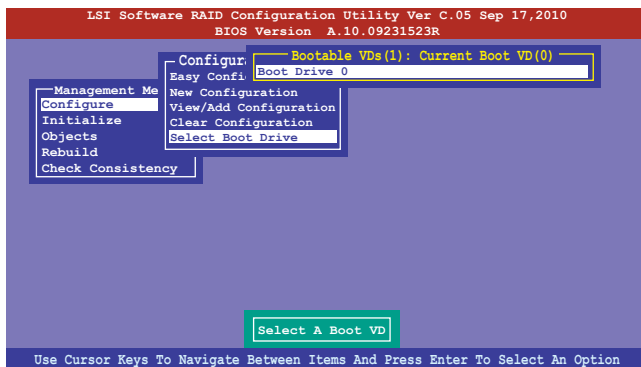 LSI Software RAID Configuration Utility Ver C.05 Sep 17,2010
BIOS Version A.10.09231523R
Bootable VDs(1): Current Boot VD(0)
Boot Drive 0
Configura
Easy Confi
New Configuration
View/Add Configuration
Clear Configuration
Select Boot Drive
Management Me
Configure
Initialize
Objects
Rebuild
Check Consistency
Select A Boot VD
Use Cursor Keys To Navigate Between Items And Press Enter To Select An Option